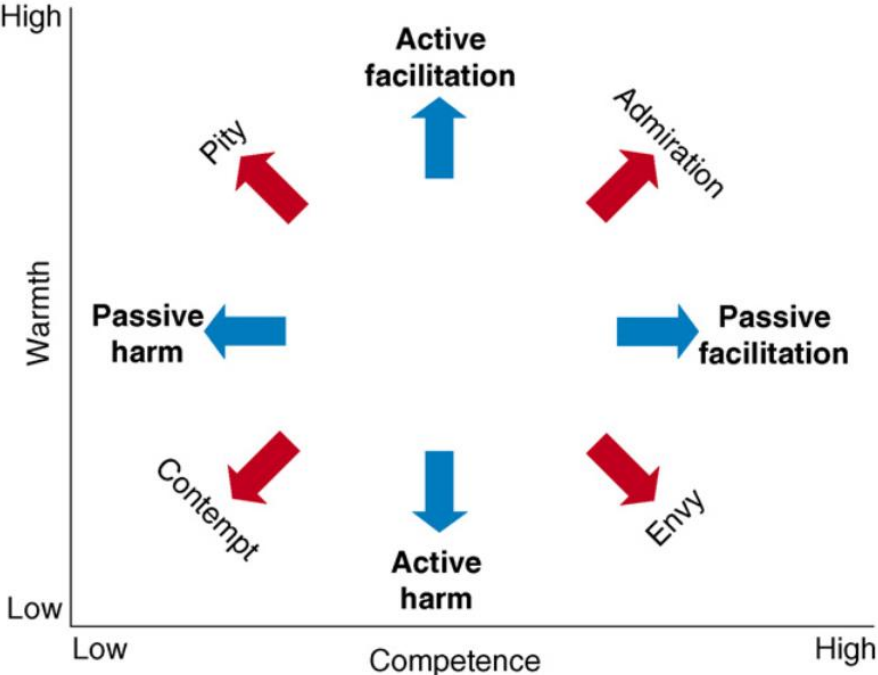 High
Active
facilitation
Pity
Admiration
Warmth
Passive
harm
Passive
facilitation
Contempt
Envy
Active
harm
Low
Low
Competence
High